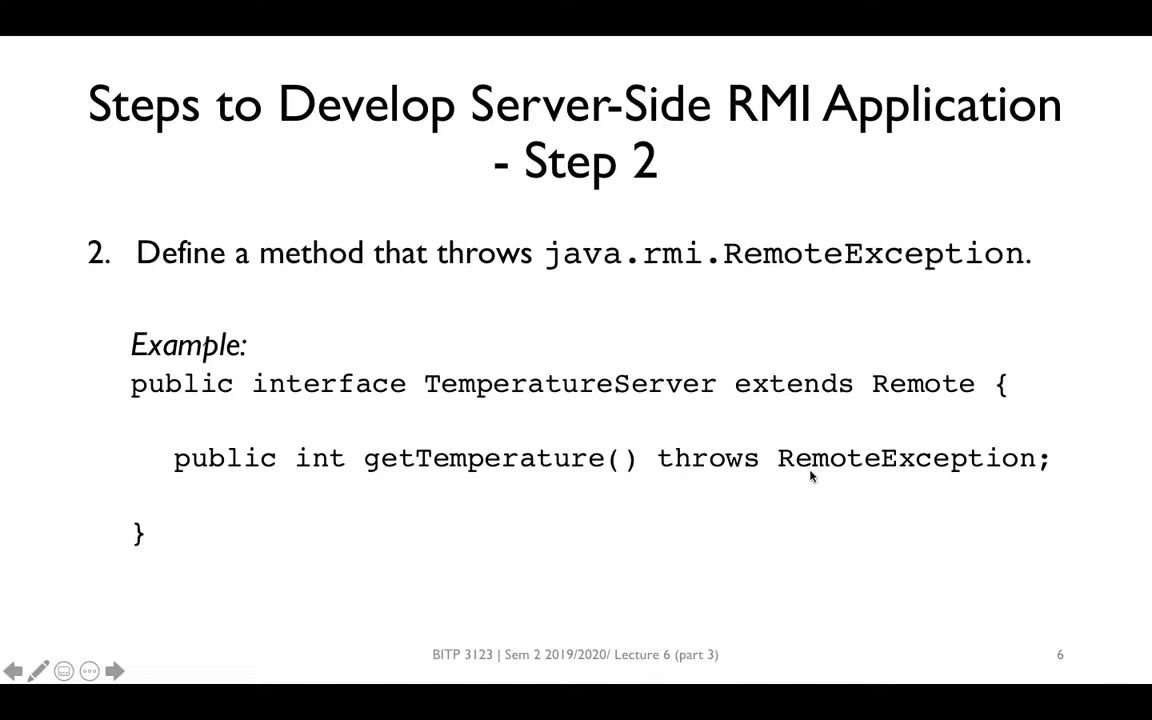 Steps to Develop Server-Side RMI Application
- Step 2
2. Define a method that throws java.rmi.RemoteException.
Example:
public interface TemperatureServer extends Remote {
public int getTemperature() throws RemoteException;
}
BITP 3123 | Sem 2 2019/2020/ Lecture 6 (part 3)
6